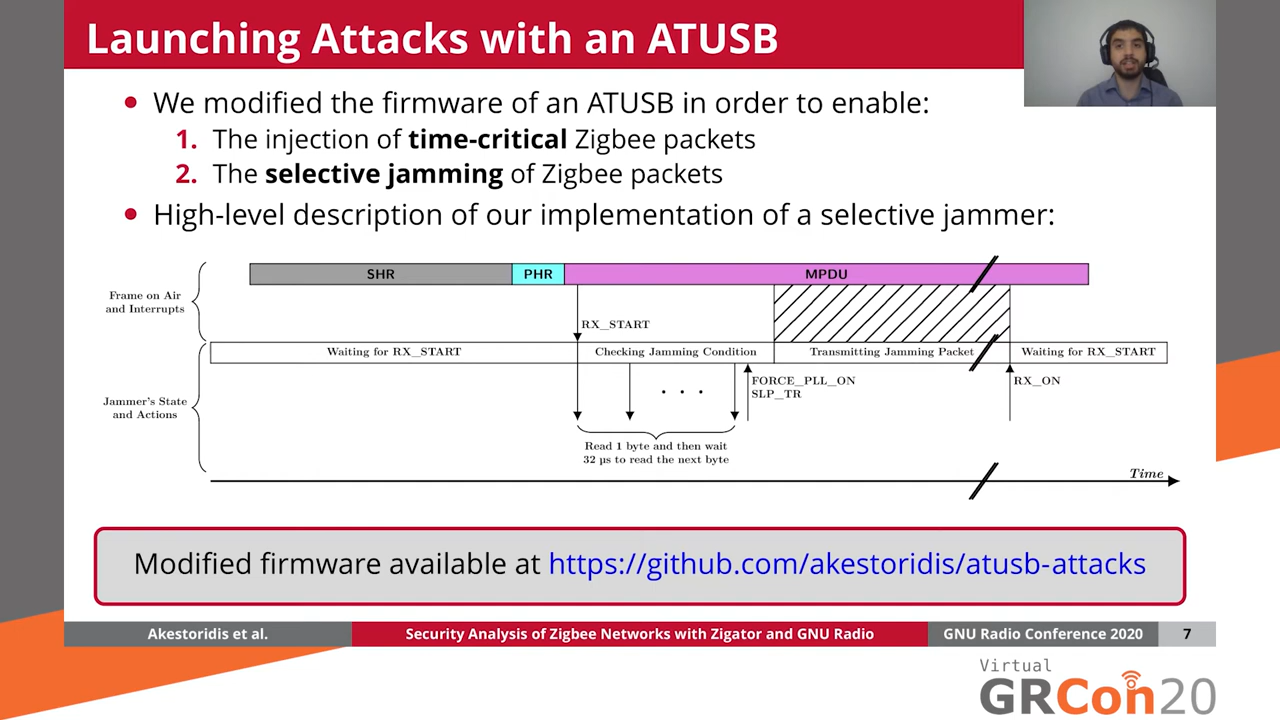 Launching Attacks with an ATUSB
• We modified the firmware of an ATUSB in order to enable:
1. The injection of time-critical Zigbee packets
2. The selective jamming of Zigbee packets
• High-level description of our implementation of a selective jammer:
SHR
PHR
MPDU
Frame on Air
and Interrupts
RX_START
Waiting for RX_START
Checking Jamming Condition
Transmitting Jamming Packet
Waiting for RX_START
Jammer's State
and Actions
. . .
FORCE_PLL_ON
SLP_TR
RX_ON
Read 1 byte and then wait
32 µs to read the next byte
Time
Modified firmware available at https://github.com/akestoridis/atusb-attacks
Akestoridis et al.
Security Analysis of Zigbee Networks with Zigator and GNU Radio
GNU Radio Conference 2020
7
Virtual
GRCon20